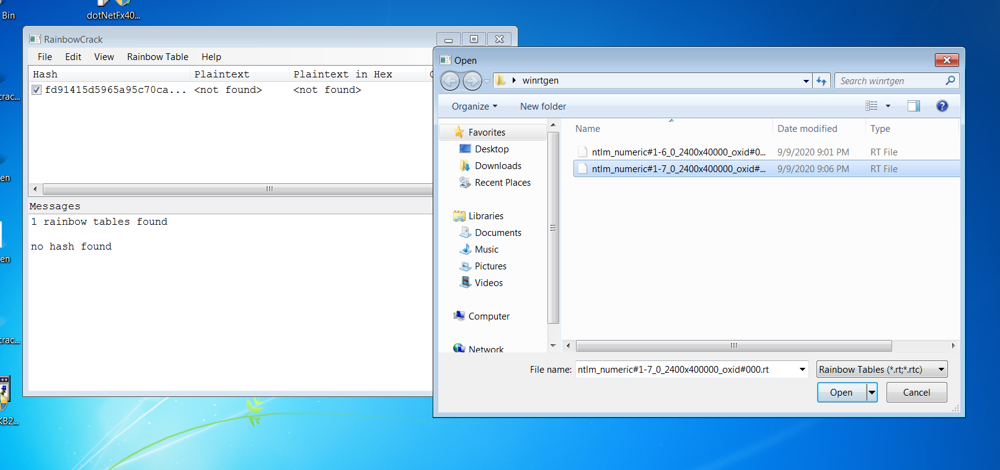 Bin
dotNetFx40...
crac...
en
en
crac...
KB2...
RainbowCrack
File Edit View Rainbow Table Help
Hash Plaintext Plaintext in Hex
fd91415d5965a95c70ca... <not found> <not found>
Messages
1 rainbow tables found
no hash found
Open
winrtgen
Search winrtgen
Organize New folder
Favorites
Desktop
Downloads
Recent Places
Libraries
Documents
Music
Pictures
Videos
Computer
Network
Name Date modified Type
ntlm_numeric#1-6_0_2400x40000_oxid#0... 9/9/2020 9:01 PM RT File
ntlm_numeric#1-7_0_2400x400000_oxid#... 9/9/2020 9:06 PM RT File
File name: ntlm_numeric#1-7_0_2400x400000_oxid#000.rt Rainbow Tables (*.rt;*.rtc)
Open Cancel